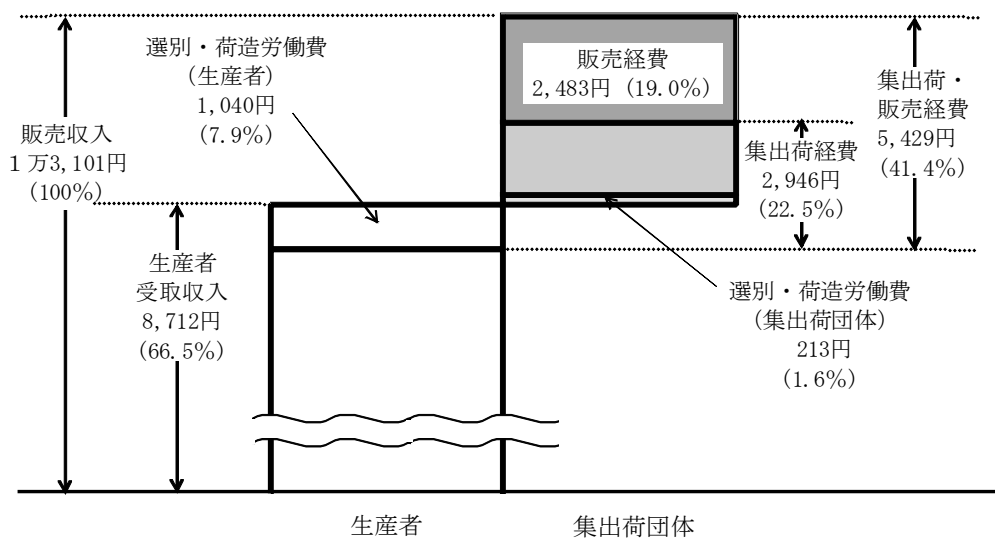 選別・荷造労働費
(生産者)
1,040円
(7.9%)
販売経費
2,483円 (19.0%)
集出荷・
販売経費
5,429円
(41.4%)
販売収入
1万3,101円
(100%)
集出荷経費
2,946円
(22.5%)
生産者
受取収入
8,712円
(66.5%)
選別・荷造労働費
(集出荷団体)
213円
(1.6%)
生産者
集出荷団体